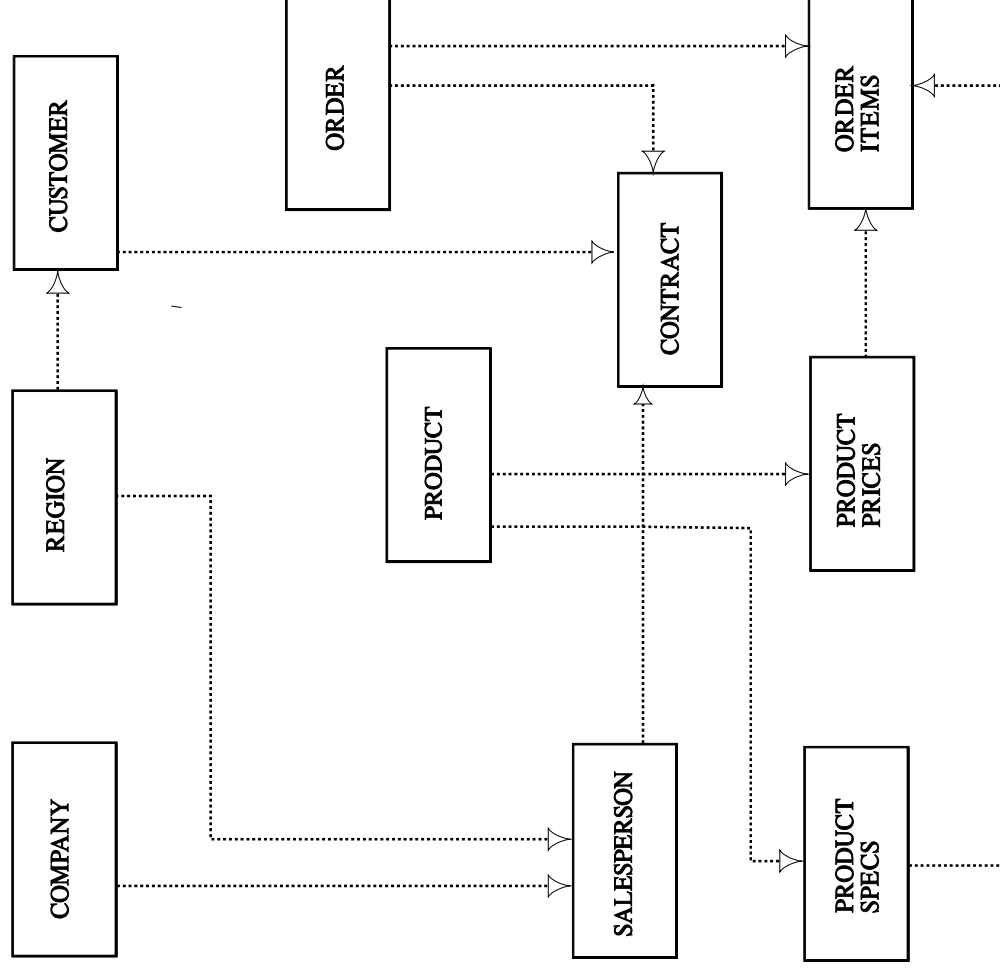 CUSTOMER
ORDER
ORDER
ITEMS
CONTRACT
REGION
PRODUCT
PRODUCT
PRICES
COMPANY
SALESPERSON
PRODUCT
SPECS